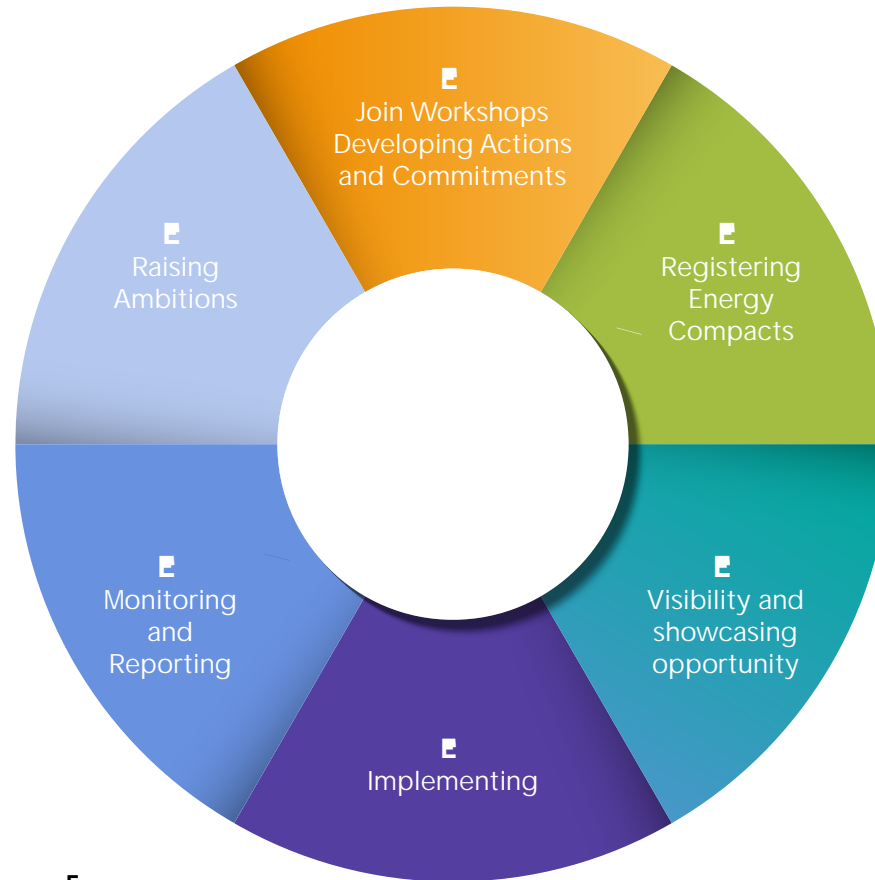 Join Workshops
Developing Actions
and Commitments
Registering
Energy
Compacts
Visibility and
showcasing
opportunity
Implementing
Monitoring
and
Reporting
Raising
Ambitions